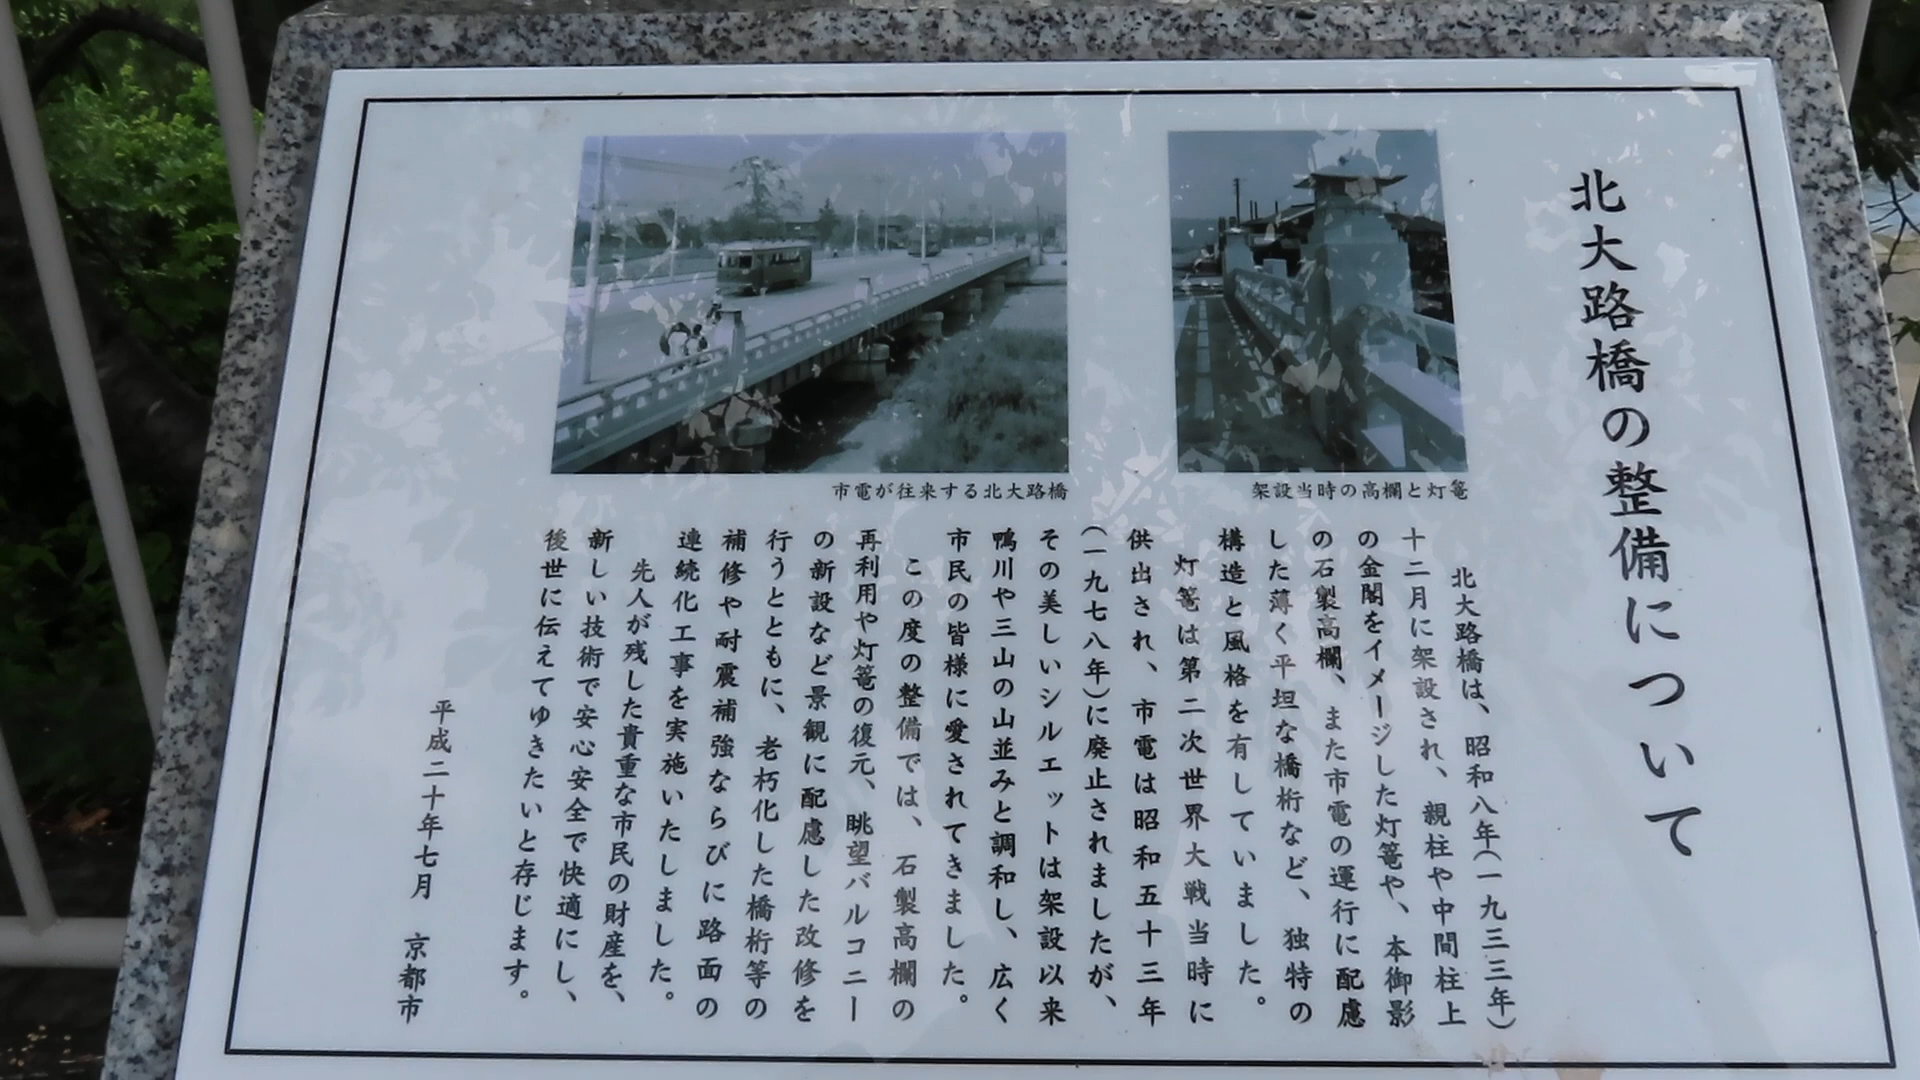 北大路橋の整備について
架設当時の高欄と灯篭
市電が往来する北大路橋
北大路橋は、昭和八年(一九三三年)
十二月に架設され、親柱や中間柱上
の金閣をイメージした灯篭や、本御影
の石製高欄、また市電の運行に配慮
した薄く平坦な橋桁など、独特の
構造と風格を有していました。
灯篭は第二次世界大戦当時に
供出され、市電は昭和五十三年
(一九七八年)に廃止されましたが、
その美しいシルエットは架設以来
鴨川や三山の山並みと調和し、広く
市民の皆様に愛されてきました。
この度の整備では、石製高欄の
再利用や灯篭の復元、眺望バルコニー
の新設など景観に配慮した改修を
行うとともに、老朽化した橋桁等の
補修や耐震補強ならびに路面の
連続化工事を実施いたしました。
先人が残した貴重な市民の財産を、
新しい技術で安心安全で快適にし、
後世に伝えてゆきたいと存じます。
平成二十年七月 京都市